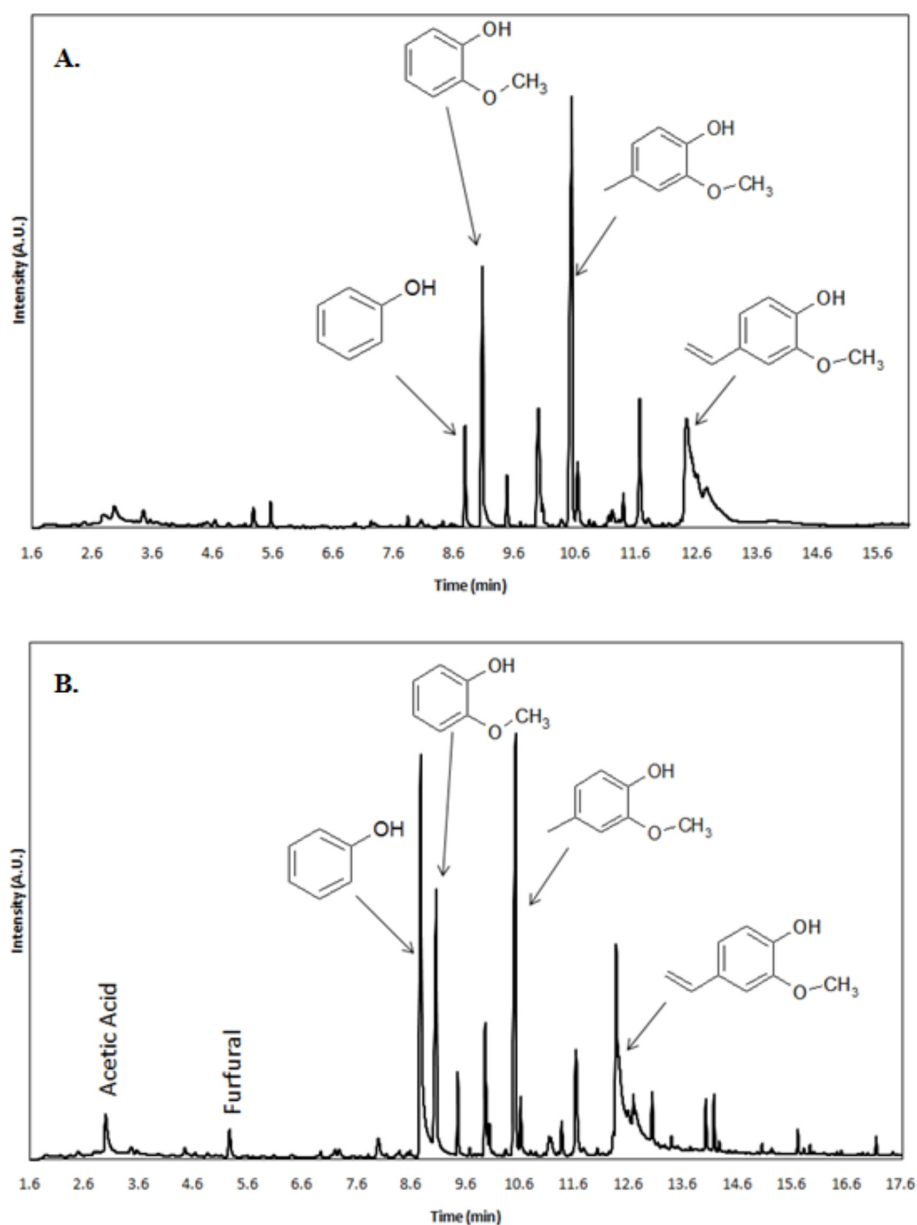 A.
OH
O
CH3
OH
O
CH3
OH
OH
O
CH3
Intensity (A.U.)
1.6 2.6 3.6 4.6 5.6 6.6 7.6 8.6 9.6 10.6 11.6 12.6 13.6 14.6 15.6
Time (min)
B.
OH
O
CH3
OH
O
CH3
OH
OH
O
CH3
Acetic Acid
Furfural
Intensity (A.U.)
1.6 2.6 3.6 4.6 5.6 6.6 7.6 8.6 9.6 10.6 11.6 12.6 13.6 14.6 15.6 16.6 17.6
Time (min)